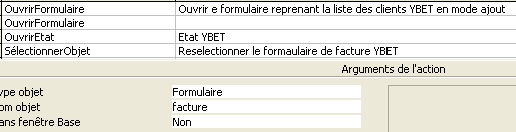 OuvrirFormulaire Ouvrir e formulaire reprenant la liste des clients YBET en mode ajout
OuvrirFormulaire
OuvrirEtat Etat YBET
SélectionnerObjet Reselectionner le formaulaire de facture YBET
Arguments de l'action
ype objet Formulaire
om objet facture
ans fenêtre Base Non